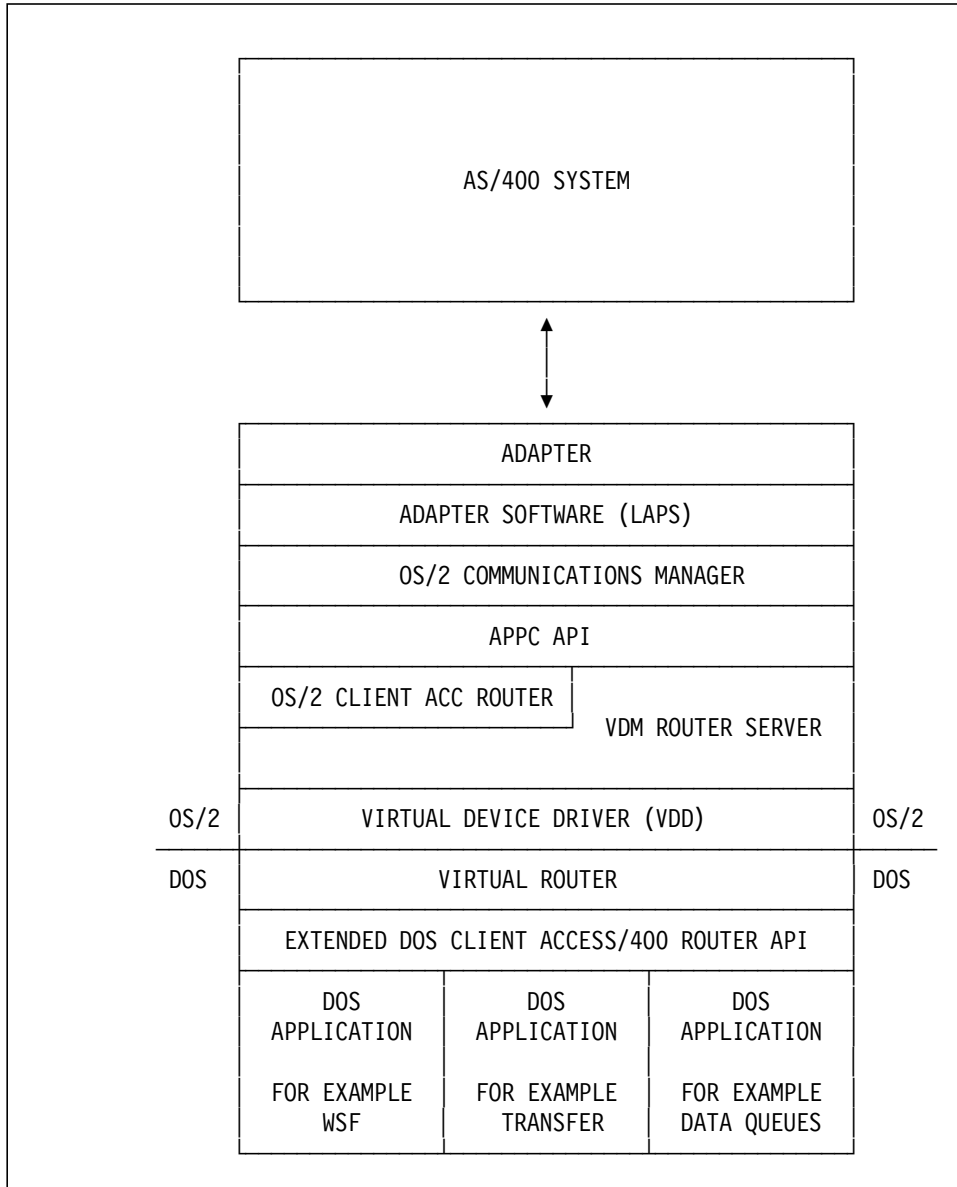 AS/400 SYSTEM
ADAPTER
ADAPTER SOFTWARE (LAPS)
OS/2 COMMUNICATIONS MANAGER
APPC API
OS/2 CLIENT ACC ROUTER
VDM ROUTER SERVER
OS/2 VIRTUAL DEVICE DRIVER (VDD) OS/2
DOS VIRTUAL ROUTER DOS
EXTENDED DOS CLIENT ACCESS/400 ROUTER API
DOS DOS DOS
APPLICATION APPLICATION APPLICATION
FOR EXAMPLE FOR EXAMPLE FOR EXAMPLE
WSF TRANSFER DATA QUEUES